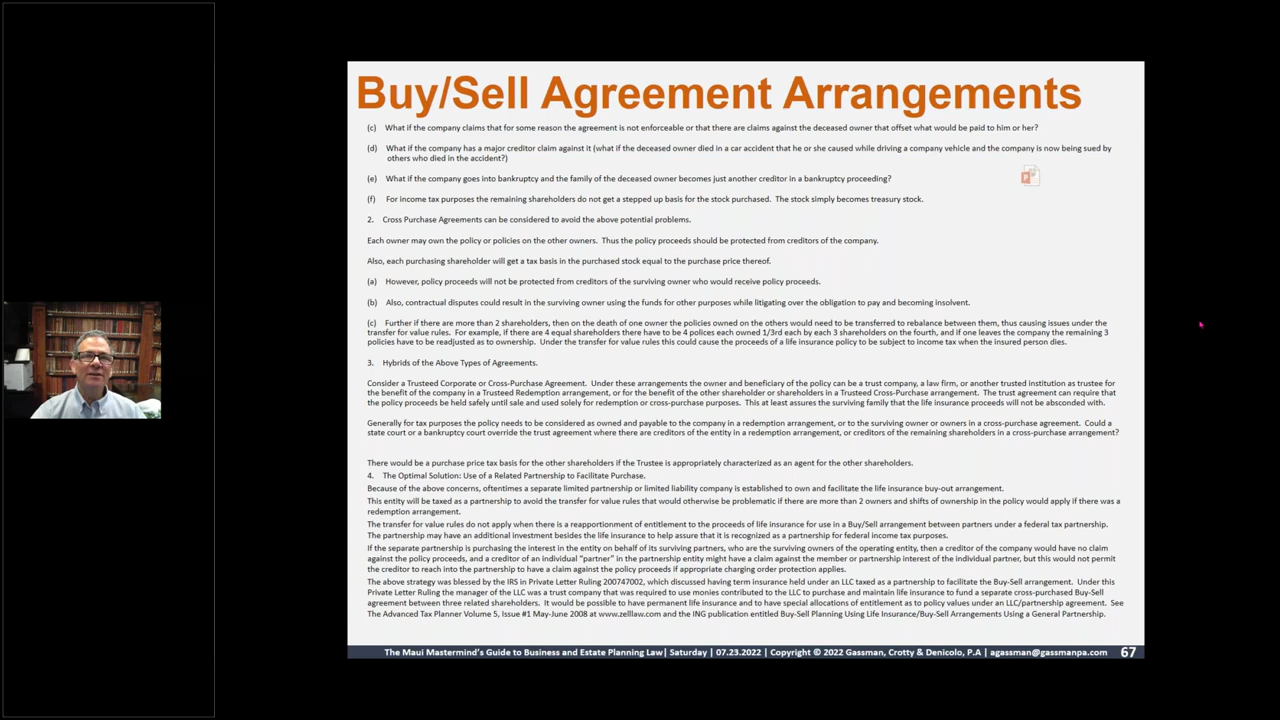 Buy/Sell Agreement Arrangements
(c) What if the company claims that for some reason the agreement is not enforceable or that there are claims against the deceased owner that offset what would be paid to him or her?
(d) What if the company has a major creditor claim against it (what if the deceased owner died in a car accident that he or she caused while driving a company vehicle and the company is now being sued by
others who died in the accident?)
(e) What if the company goes into bankruptcy and the family of the deceased owner becomes just another creditor in a bankruptcy proceeding?
(f) For income tax purposes the remaining shareholders do not get a stepped up basis for the stock purchased. The stock simply becomes treasury stock.
2. Cross Purchase Agreements can be considered to avoid the above potential problems.
Each owner may own the policy or policies on the other owners. Thus the policy proceeds should be protected from creditors of the company.
Also, each purchasing shareholder will get a tax basis in the purchased stock equal to the purchase price thereof.
(a) However, policy proceeds will not be protected from creditors of the surviving owner who would receive policy proceeds.
(b) Also, contractual disputes could result in the surviving owner using the funds for other purposes while litigating over the obligation to pay and becoming insolvent.
(c) Further if there are more than 2 shareholders, then on the death of one owner the policies owned on the others would need to be transferred to rebalance between them, thus causing issues under the
transfer for value rules. For example, if there are 4 equal shareholders there have to be 4 polices each owned 1/3rd each by each 3 shareholders on the fourth, and if one leaves the company the remaining 3
policies have to be readjusted as to ownership. Under the transfer for value rules this could cause the proceeds of a life insurance policy to be subject to income tax when the insured person dies.
3. Hybrids of the Above Types of Agreements.
Consider a Trusteed Corporate or Cross-Purchase Agreement. Under these arrangements the owner and beneficiary of the policy can be a trust company, a law firm, or another trusted institution as trustee for
the benefit of the company in a Trusteed Redemption arrangement, or for the benefit of the other shareholder or shareholders in a Trusteed Cross-Purchase arrangement. The trust agreement can require that
the policy proceeds be held safely until sale and used solely for redemption or cross-purchase purposes. This at least assures the surviving family that the life insurance proceeds will not be absconded with.
Generally for tax purposes the policy needs to be considered as owned and payable to the company in a redemption arrangement, or to the surviving owner or owners in a cross-purchase agreement. Could a
state court or a bankruptcy court override the trust agreement where there are creditors of the entity in a redemption arrangement, or creditors of the remaining shareholders in a cross-purchase arrangement?
There would be a purchase price tax basis for the other shareholders if the Trustee is appropriately characterized as an agent for the other shareholders.
4. The Optimal Solution: Use of a Related Partnership to Facilitate Purchase.
Because of the above concerns, oftentimes a separate limited partnership or limited liability company is established to own and facilitate the life insurance buy-out arrangement.
This entity will be taxed as a partnership to avoid the transfer for value rules that would otherwise be problematic if there are more than 2 owners and shifts of ownership in the policy would apply if there was a
redemption arrangement.
The transfer for value rules do not apply when there is a reapportionment of entitlement to the proceeds of life insurance for use in a Buy/Sell arrangement between partners under a federal tax partnership.
The partnership may have an additional investment besides the life insurance to help assure that it is recognized as a partnership for federal income tax purposes.
If the separate partnership is purchasing the interest in the entity on behalf of its surviving partners, who are the surviving owners of the operating entity, then a creditor of the company would have no claim
against the policy proceeds, and a creditor of an individual "partner" in the partnership entity might have a claim against the member or partnership interest of the individual partner, but this would not permit
the creditor to reach into the partnership to have a claim against the policy proceeds if appropriate charging order protection applies.
The above strategy was blessed by the IRS in Private Letter Ruling 200747002, which discussed having term insurance held under an LLC taxed as a partnership to facilitate the Buy-Sell arrangement. Under this
Private Letter Ruling the manager of the LLC was a trust company that was required to use monies contributed to the LLC to purchase and maintain life insurance to fund a separate cross-purchased Buy-Sell
agreement between three related shareholders. It would be possible to have permanent life insurance and to have special allocations of entitlement as to policy values under an LLC/partnership agreement. See
The Advanced Tax Planner Volume 5, Issue #1 May-June 2008 at www.zelllaw.com and the ING publication entitled Buy-Sell Planning Using Life Insurance/Buy-Sell Arrangements Using a General Partnership.
The Maui Mastermind's Guide to Business and Estate Planning Law| Saturday | 07.23.2022 | Copyright © 2022 Gassman, Crotty & Denicolo, P.A | agassman@gassmanpa.com 67